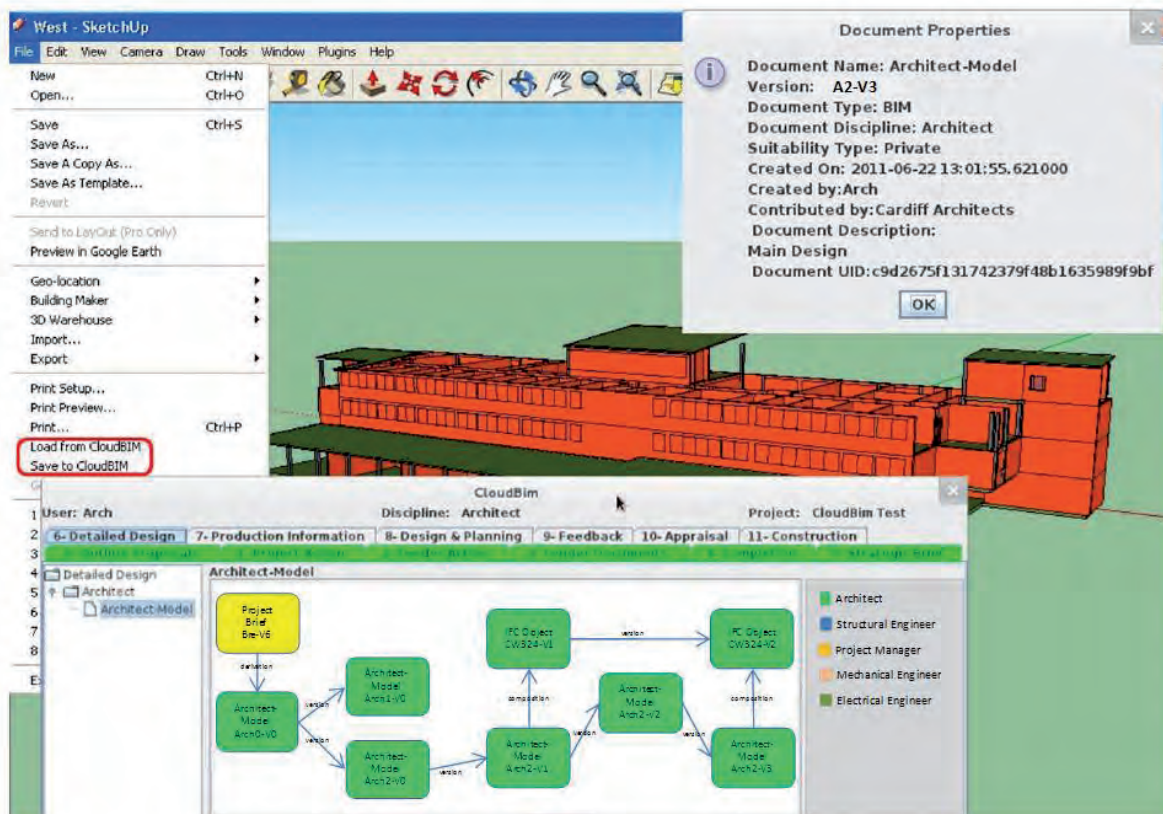 West - SketchUp
File Edit View Camera Draw Tools Window Plugins Help
New Ctrl+N
Open... Ctrl+O
Save Ctrl+S
Save As...
Save A Copy As...
Save As Template...
Revert
Send to LayOut (Pro Only)
Preview in Google Earth
Geo-location
Building Maker
3D Warehouse
Import...
Export
Print Setup...
Print Preview...
Print... Ctrl+P
Load from CloudBIM
Save to CloudBIM
1
2
3
4
5
6
7
8
Document Properties
Document Name: Architect-Model
Version: A2-V3
Document Type: BIM
Document Discipline: Architect
Suitability Type: Private
Created On: 2011-06-22 13:01:55.621000
Created by:Arch
Contributed by:Cardiff Architects
Document Description:
Main Design
Document UID:c9d2675f131742379f48b1635989f9bf
OK
CloudBim
User: Arch Discipline: Architect Project: CloudBim Test
6- Detailed Design 7- Production Information 8- Design & Planning 9- Feedback 10- Appraisal 11- Construction
Detailed Design
Architect
Architect-Model
Architect-Model
Project
Brief
Bre-V6
derivation
Architect-
Model
Arch0-V0
version
version
Architect-
Model
Arch1-V0
Architect-
Model
Arch2-V0
version
IFC Object
CW324-V1
version
composition
Architect-
Model
Arch2-V1
version
Architect-
Model
Arch2-V2
version
IFC Object
CW324-V2
composition
Architect-
Model
Arch2-V3
Architect
Structural Engineer
Project Manager
Mechanical Engineer
Electrical Engineer